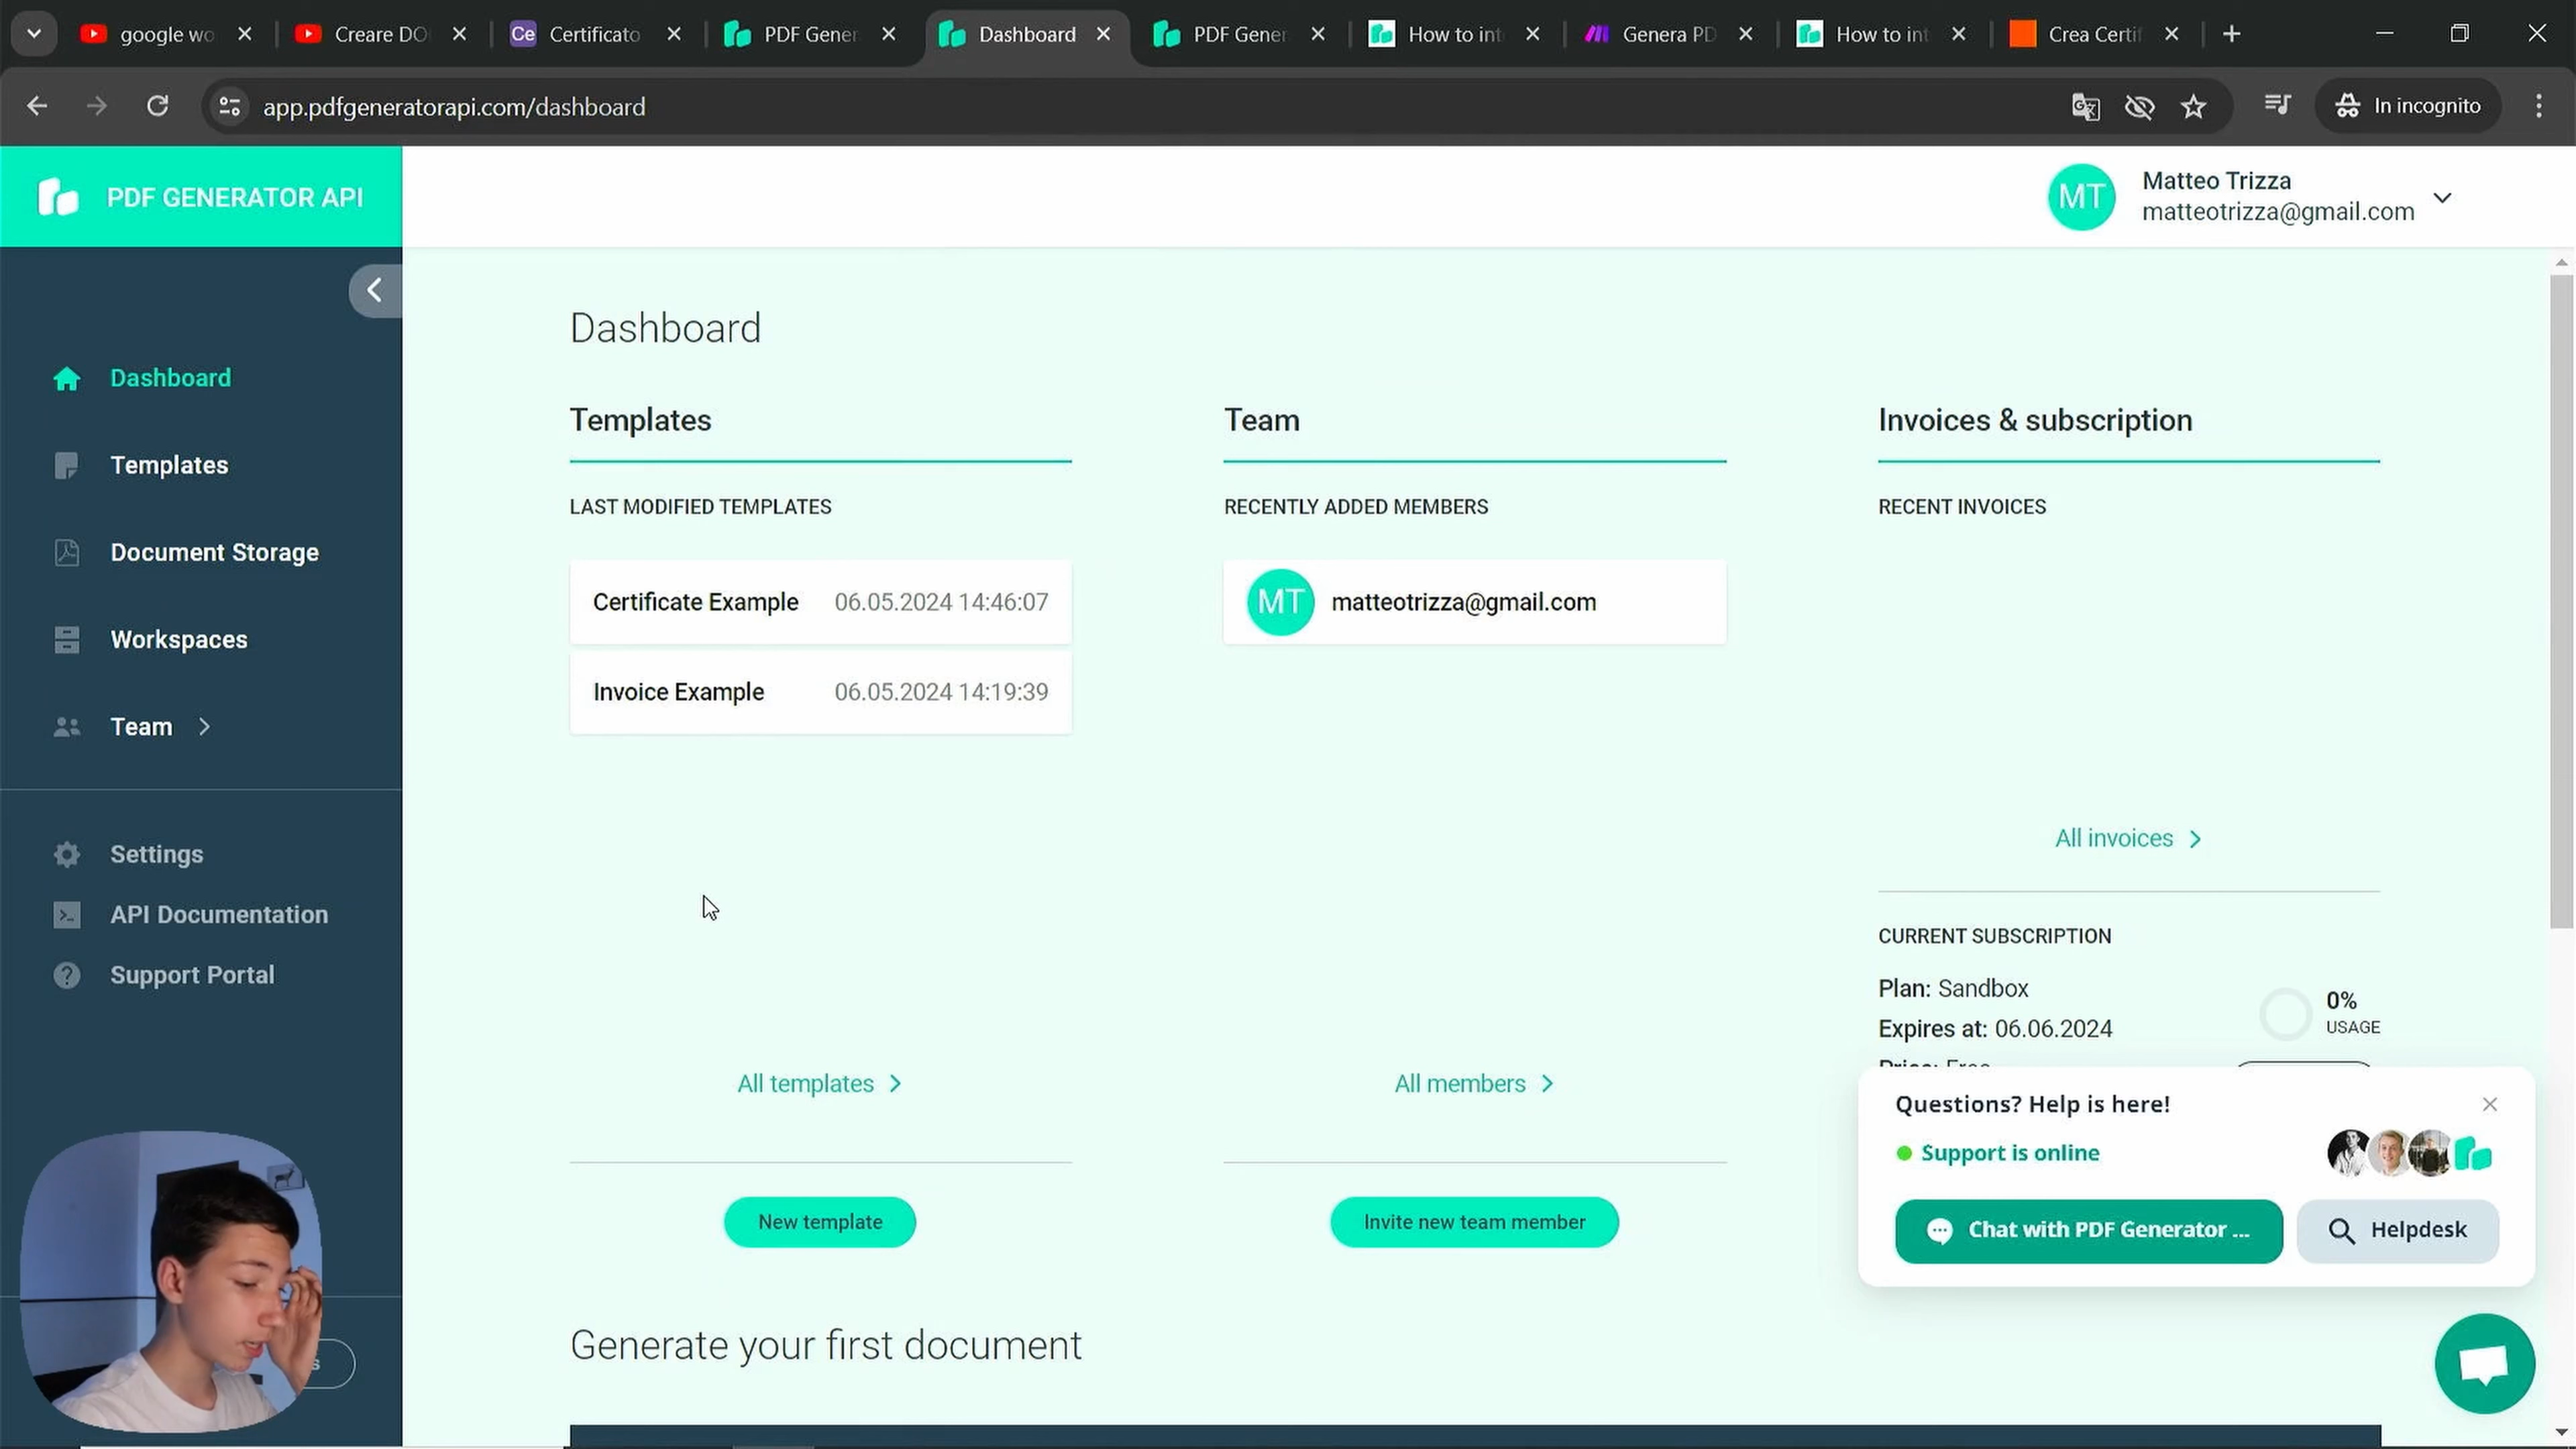 google wo
Creare DO
Certificato
PDF Gener
Dashboard
PDF Gener
How to int
Genera PD
How to int
Crea Certif
app.pdfgeneratorapi.com/dashboard
In incognito
PDF GENERATOR API
MT
Matteo Trizza
matteotrizza@gmail.com
Dashboard
Templates
Document Storage
Workspaces
Team
Settings
API Documentation
Support Portal
Dashboard
Templates
LAST MODIFIED TEMPLATES
Certificate Example 06.05.2024 14:46:07
Invoice Example 06.05.2024 14:19:39
All templates
New template
Team
RECENTLY ADDED MEMBERS
MT matteotrizza@gmail.com
All members
Invite new team member
Invoices & subscription
RECENT INVOICES
All invoices
CURRENT SUBSCRIPTION
Plan: Sandbox
Expires at: 06.06.2024
Price: Free
0%
USAGE
Questions? Help is here!
Support is online
Chat with PDF Generator ...
Helpdesk
Generate your first document